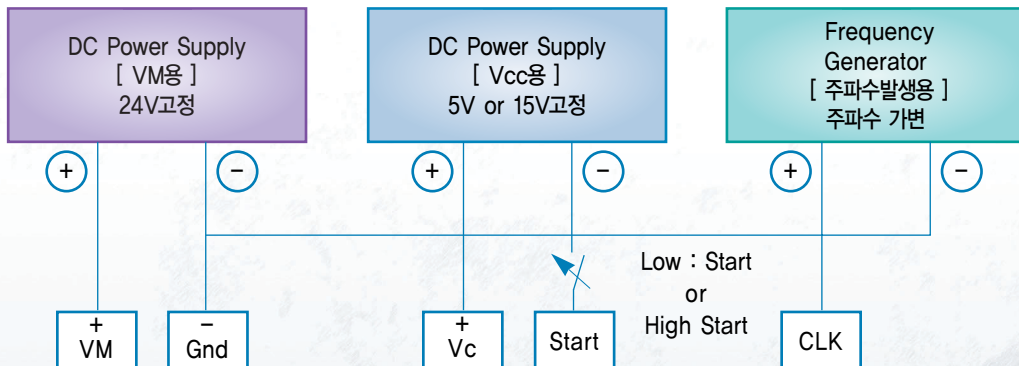 DC Power Supply
[ VM용 ]
24V고정
DC Power Supply
[ Vcc용 ]
5V or 15V고정
Frequency
Generator
[ 주파수발생용 ]
주파수 가변
+
−
+
−
+
−
Low : Start
or
High Start
+
VM
−
Gnd
+
Vc
Start
CLK